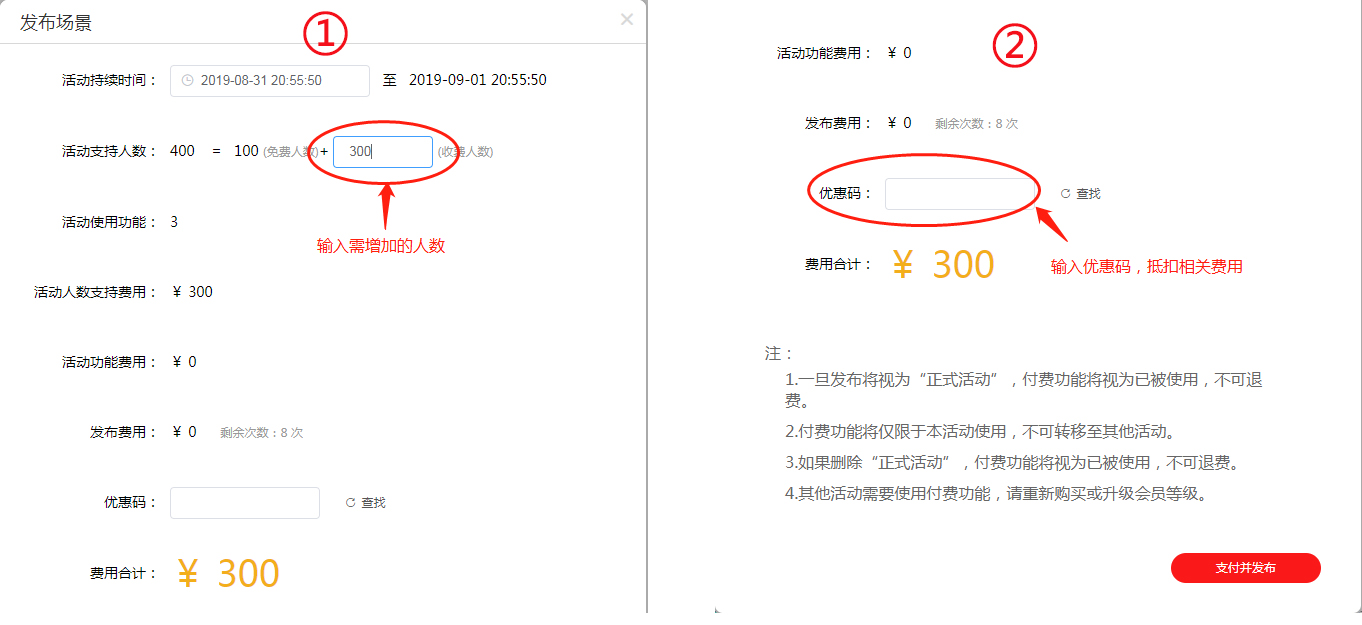 发布场景
①
活动持续时间： 2019-08-31 20:55:50 至 2019-09-01 20:55:50
活动支持人数： 400 = 100 (免费人数)+ 300 (收费人数)
输入需增加的人数
活动使用功能： 3
活动人数支持费用： ￥ 300
活动功能费用： ￥ 0
发布费用： ￥ 0 剩余次数：8 次
优惠码： 查找
费用合计： ￥ 300
②
活动功能费用： ￥ 0
发布费用： ￥ 0 剩余次数：8 次
优惠码： 查找
费用合计： ￥ 300
输入优惠码，抵扣相关费用
注：
1.一旦发布将视为“正式活动”，付费功能将视为已被使用，不可退
费。
2.付费功能将仅限于本活动使用，不可转移至其他活动。
3.如果删除“正式活动”，付费功能将视为已被使用，不可退费。
4.其他活动需要使用付费功能，请重新购买或升级会员等级。
支付并发布